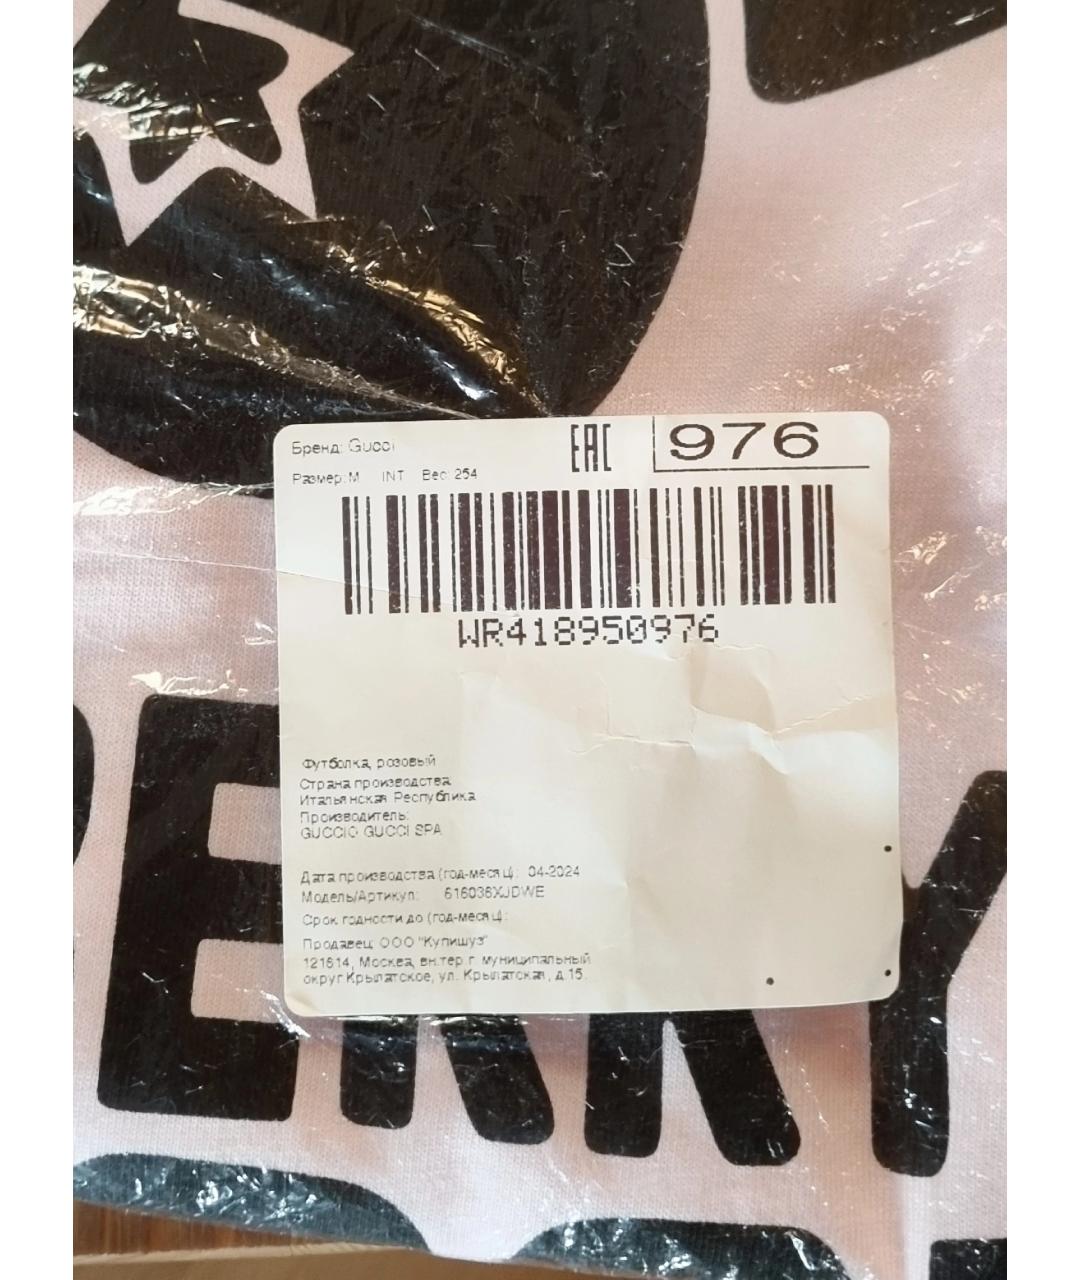 Бренд: Gucci
EAC
976
Размер: M INT Вес: 254
WR418950976
Футболка, розовый
Страна производства
Итальянская Республика
Производитель:
GUCCIO GUCCI SPA
Дата производства (год-месяц): 04-2024
Модель/Артикул: 616036XJDWE
Срок годности до (год-месяц):
Продавец: ООО "Купишуз"
121614, Москва, вн.тер.г. муниципальный
округ Крылатское, ул. Крылатская, д.15.
ERRY